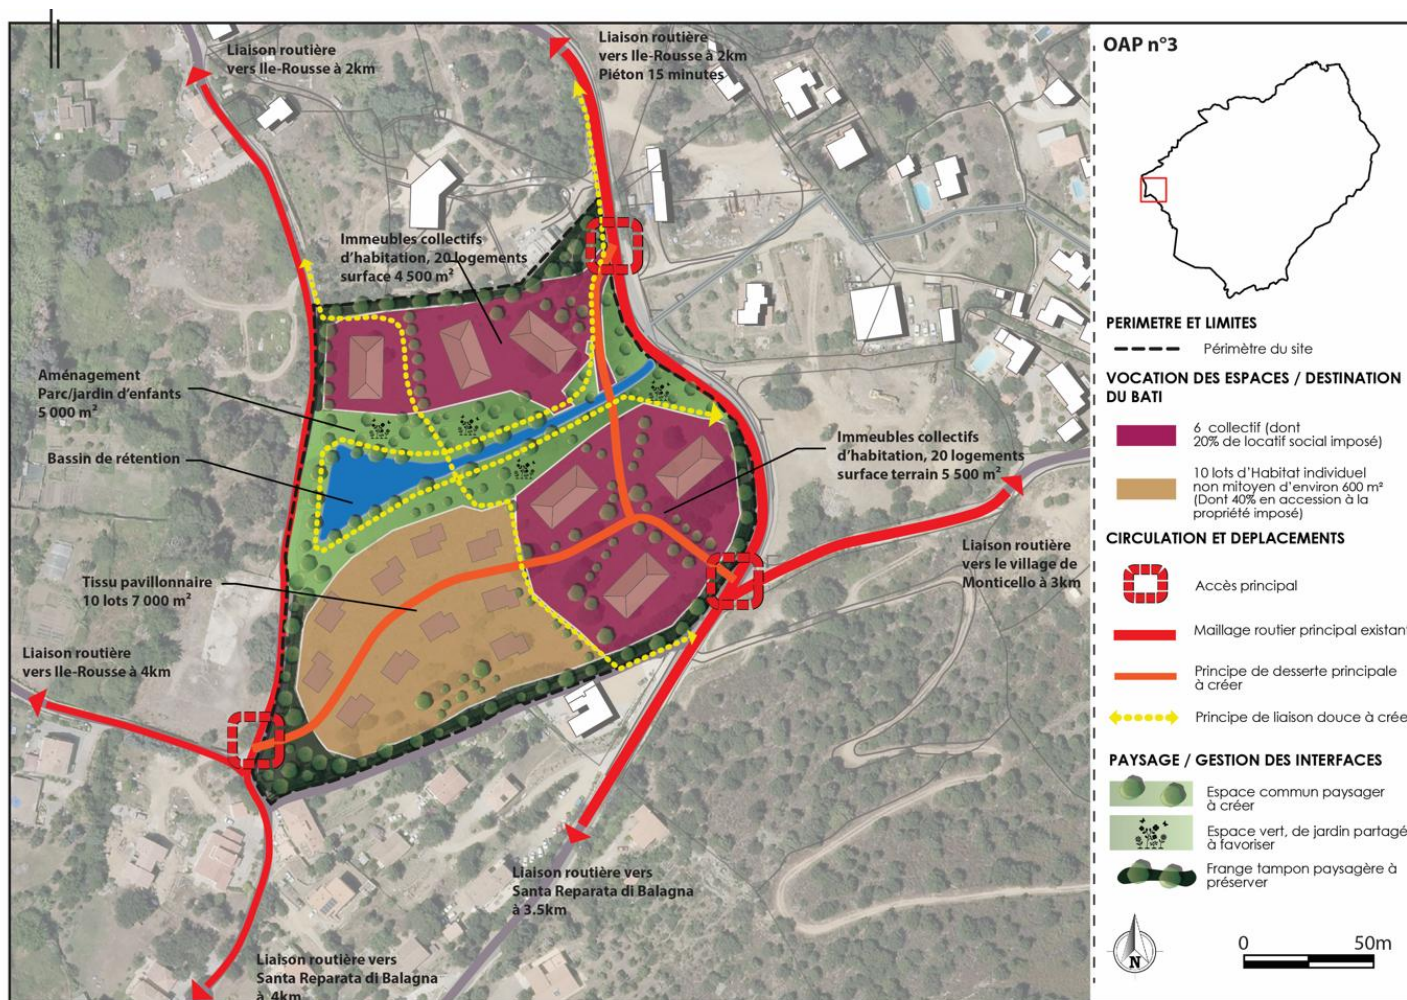 Liaison routière
vers Ile-Rousse à 2km
Liaison routière
vers Ile-Rousse à 2km
Piéton 15 minutes
Immeubles collectifs
d'habitation, 20 logements
surface 4 500 m²
Aménagement
Parc/jardin d'enfants
5 000 m²
Bassin de rétention
Immeubles collectifs
d'habitation, 20 logements
surface terrain 5 500 m²
Liaison routière
vers le village de
Monticello à 3km
Tissu pavillonnaire
10 lots 7 000 m²
Liaison routière
vers Ile-Rousse à 4km
Liaison routière vers
Santa Reparata di Balagna
à 3.5km
Liaison routière vers
Santa Reparata di Balagna
à 4km
OAP n°3
PERIMETRE ET LIMITES
Périmètre du site
VOCATION DES ESPACES / DESTINATION
DU BATI
6 collectif (dont
20% de locatif social imposé)
10 lots d'Habitat individuel
non mitoyen d'environ 600 m²
(Dont 40% en accession à la
propriété imposé)
CIRCULATION ET DEPLACEMENTS
Accès principal
Maillage routier principal existant
Principe de desserte principale
à créer
Principe de liaison douce à crée
PAYSAGE / GESTION DES INTERFACES
Espace commun paysager
à créer
Espace vert, de jardin partagé
à favoriser
Frange tampon paysagère à
préserver
N
0 50m